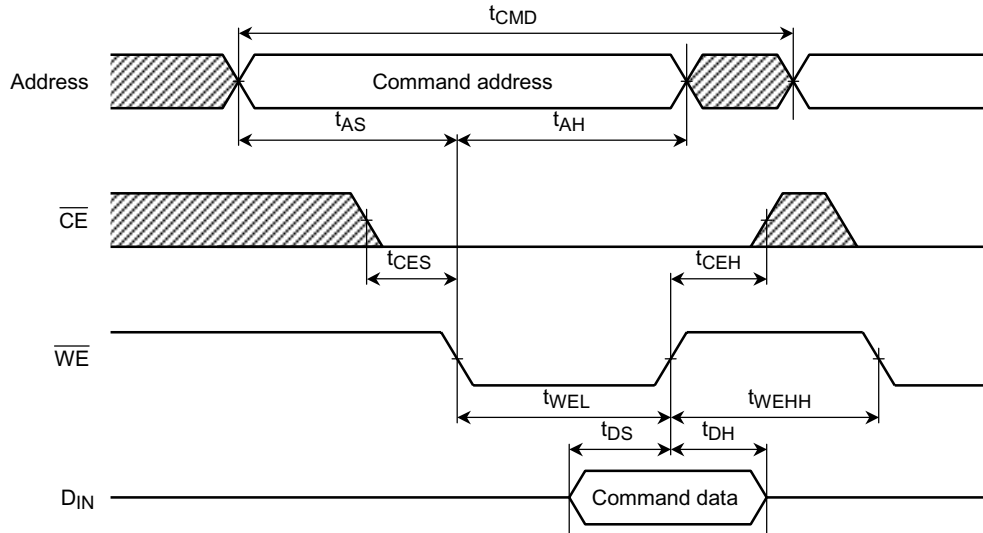 tCMD
Address
Command address
tAS
tAH
CE
tCES
tCEH
WE
tWEL
tWEHH
tDS
tDH
DIN
Command data